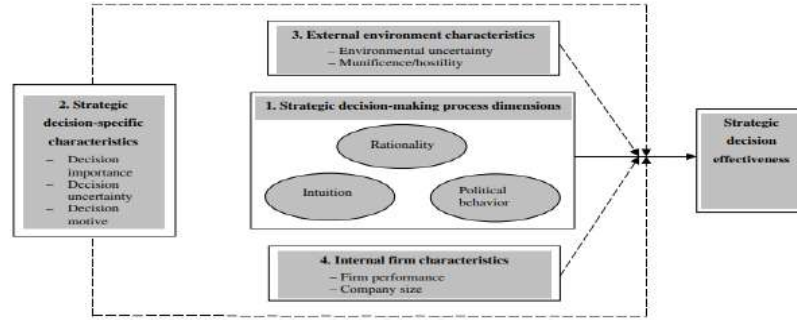 3. External environment characteristics
– Environmental uncertainty
– Munificence/hostility
2. Strategic
decision-specific
characteristics
– Decision
importance
– Decision
uncertainty
– Decision
motive
1. Strategic decision-making process dimensions
Rationality
Intuition
Political
behavior
Strategic
decision
effectiveness
4. Internal firm characteristics
– Firm performance
– Company size